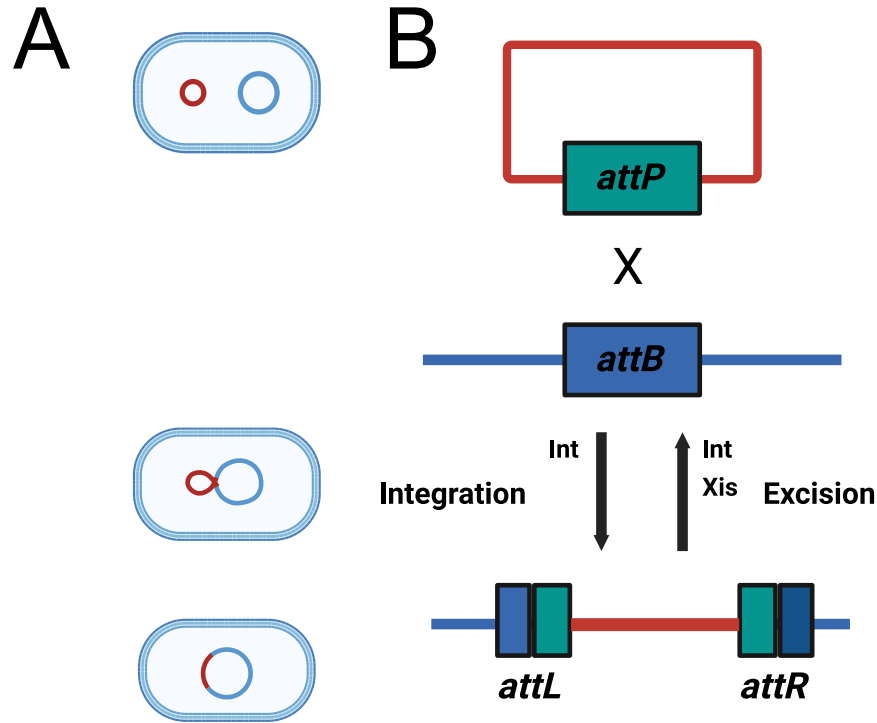 A
B
attP
X
attB
Int
Int
Xis
Integration
Excision
attL
attR